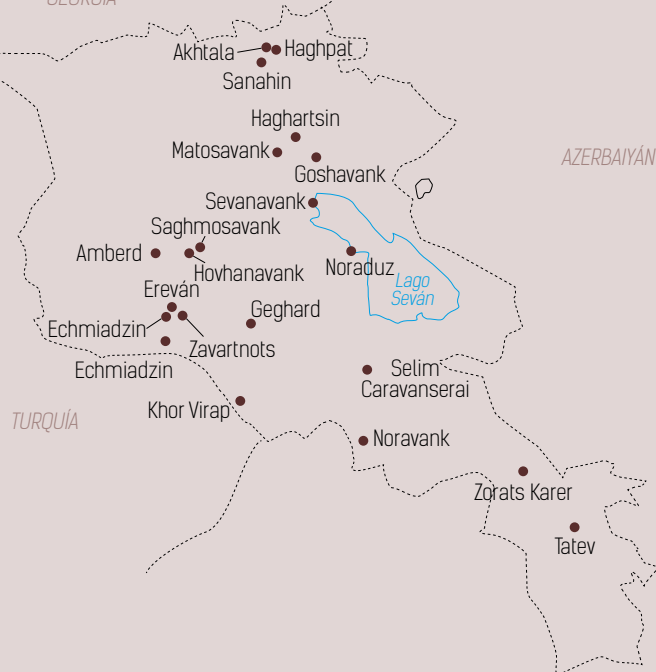 GEORGIA
Akhtala
Haghpat
Sanahin
Haghartsin
Matosavank
AZERBAIYÁN
Goshavank
Sevanavank
Saghmosavank
Amberd
Hovhanavank
Noraduz
Lago
Seván
Ereván
Geghard
Echmiadzin
Zavartnots
Echmiadzin
Selim
Caravanserai
Khor Virap
TURQUÍA
Noravank
Zorats Karer
Tatev